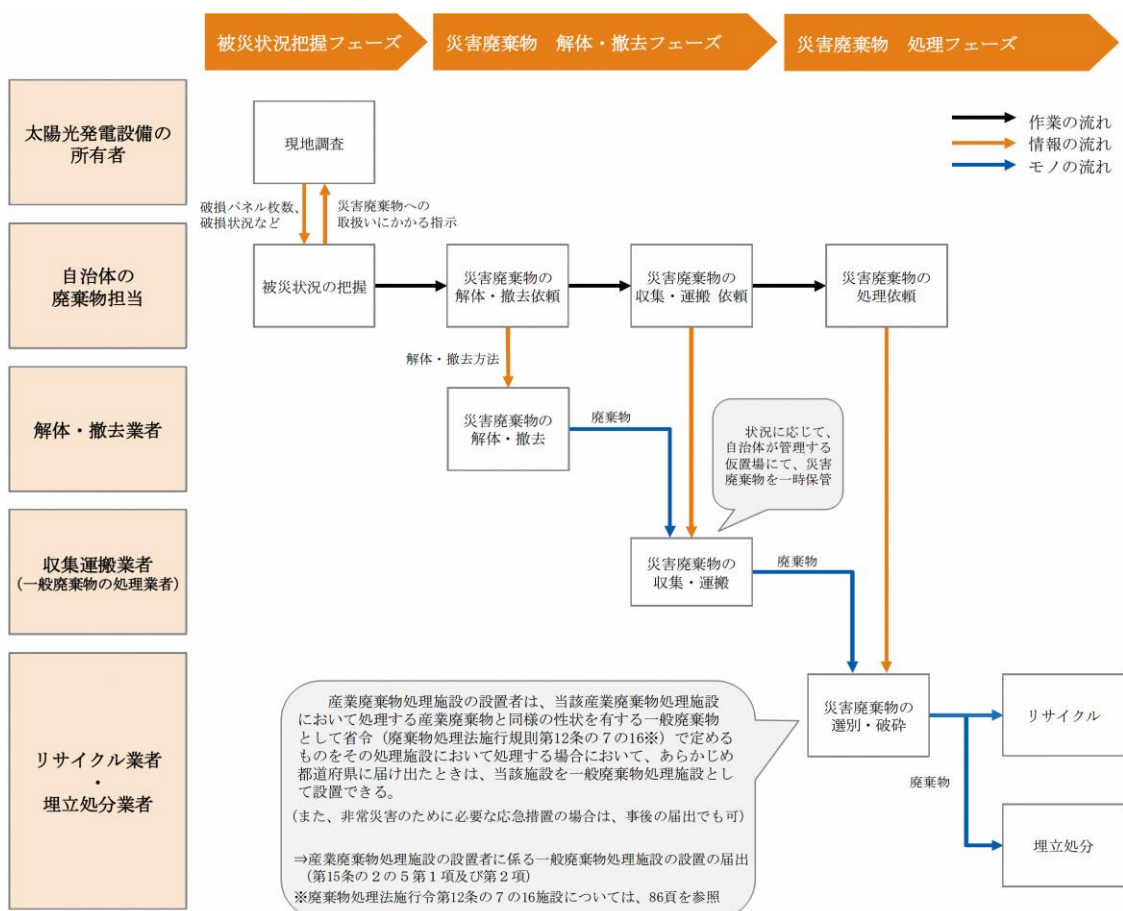 被災状況把握フェーズ
災害廃棄物　解体・撤去フェーズ
災害廃棄物　処理フェーズ
太陽光発電設備の
所有者
現地調査
作業の流れ
情報の流れ
モノの流れ
破損パネル枚数、
破損状況など
災害廃棄物への
取扱いにかかる指示
自治体の
廃棄物担当
被災状況の把握
災害廃棄物の
解体・撤去依頼
災害廃棄物の
収集・運搬 依頼
災害廃棄物の
処理依頼
解体・撤去方法
解体・撤去業者
災害廃棄物の
解体・撤去
廃棄物
状況に応じて、
自治体が管理する
仮置場にて、災害
廃棄物を一時保管
収集運搬業者
(一般廃棄物の処理業者)
災害廃棄物の
収集・運搬
廃棄物
リサイクル業者
・
埋立処分業者
産業廃棄物処理施設の設置者は、当該産業廃棄物処理施設
において処理する産業廃棄物と同様の性状を有する一般廃棄物
として省令（廃棄物処理法施行規則第12条の７の16※）で定める
ものをその処理施設において処理する場合において、あらかじめ
都道府県に届け出たときは、当該施設を一般廃棄物処理施設とし
て設置できる。
(また、非常災害のために必要な応急措置の場合は、事後の届出でも可)
⇒産業廃棄物処理施設の設置者に係る一般廃棄物処理施設の設置の届出
(第15条の２の５第１項及び第２項)
※廃棄物処理法施行令第12条の７の16施設については、86頁を参照
災害廃棄物の
選別・破砕
リサイクル
廃棄物
埋立処分